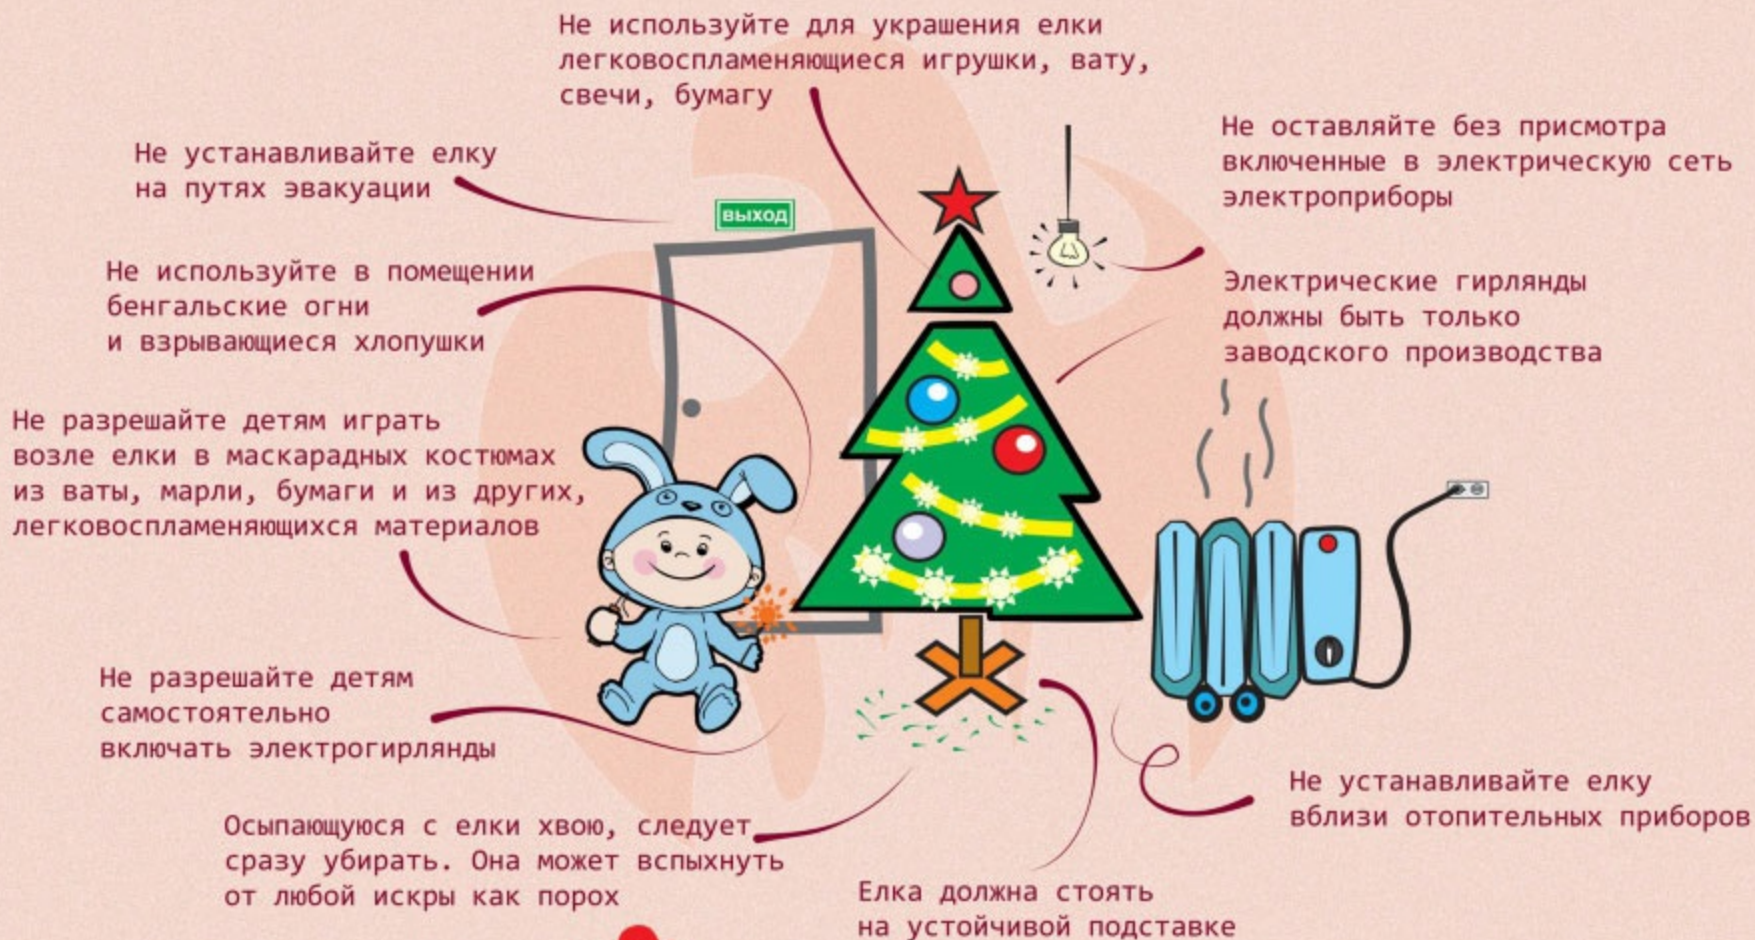 Не используйте для украшения елки
легковоспламеняющиеся игрушки, вату,
свечи, бумагу
Не устанавливайте елку
на путях эвакуации
выход
Не оставляйте без присмотра
включенные в электрическую сеть
электроприборы
Не используйте в помещении
бенгальские огни
и взрывающиеся хлопушки
Электрические гирлянды
должны быть только
заводского производства
Не разрешайте детям играть
возле елки в маскарадных костюмах
из ваты, марли, бумаги и из других,
легковоспламеняющихся материалов
Не разрешайте детям
самостоятельно
включать электрогирлянды
Не устанавливайте елку
вблизи отопительных приборов
Осыпающуюся с елки хвою, следует
сразу убирать. Она может вспыхнуть
от любой искры как порох
Елка должна стоять
на устойчивой подставке